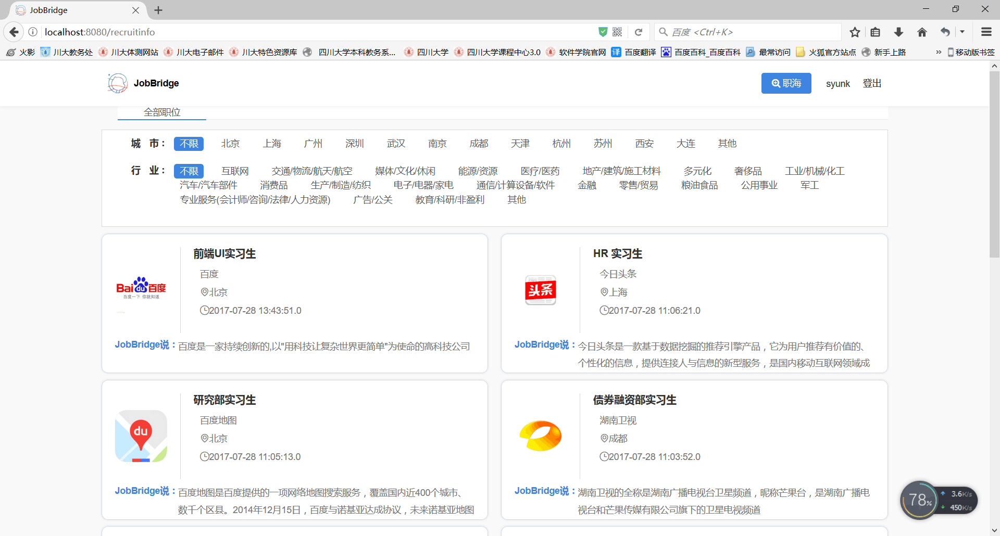 JobBridge
localhost:8080/recruitinfo
百度 <Ctrl+K>
火影 川大教务处 川大体测网站 川大电子邮件 川大特色资源库 四川大学本科教务系... 四川大学 四川大学课程中心3.0 软件学院官网 译 百度翻译 百度百科_百度百科 最常访问 火狐官方站点 新手上路 » 移动版书签
JobBridge 职海 syunk 登出
全部职位
城 市： 不限 北京 上海 广州 深圳 武汉 南京 成都 天津 杭州 苏州 西安 大连 其他
行 业： 不限 互联网 交通/物流/航天/航空 媒体/文化/休闲 能源/资源 医疗/医药 地产/建筑/施工材料 多元化 奢侈品 工业/机械/化工
汽车/汽车部件 消费品 生产/制造/纺织 电子/电器/家电 通信/计算设备/软件 金融 零售/贸易 粮油食品 公用事业 军工
专业服务(会计师/咨询/法律/人力资源) 广告/公关 教育/科研/非盈利 其他
前端UI实习生
百度
北京
2017-07-28 13:43:51.0
Bai du 百度
百度一下 你就知道
JobBridge说：百度是一家持续创新的,以"用科技让复杂世界更简单"为使命的高科技公司
HR 实习生
今日头条
上海
2017-07-28 11:06:21.0
头条
JobBridge说：今日头条是一款基于数据挖掘的推荐引擎产品，它为用户推荐有价值的、
个性化的信息，提供连接人与信息的新型服务，是国内移动互联网领域成
研究部实习生
百度地图
北京
2017-07-28 11:05:13.0
du
JobBridge说：百度地图是百度提供的一项网络地图搜索服务，覆盖国内近400个城市、
数千个区县。2014年12月15日，百度与诺基亚达成协议，未来诺基亚地图
债券融资部实习生
湖南卫视
成都
2017-07-28 11:03:52.0
JobBridge说：湖南卫视的全称是湖南广播电视台卫星频道，昵称芒果台，是湖南广播电
视台和芒果传媒有限公司旗下的卫星电视频道
78%
3.6K/s
450K/s